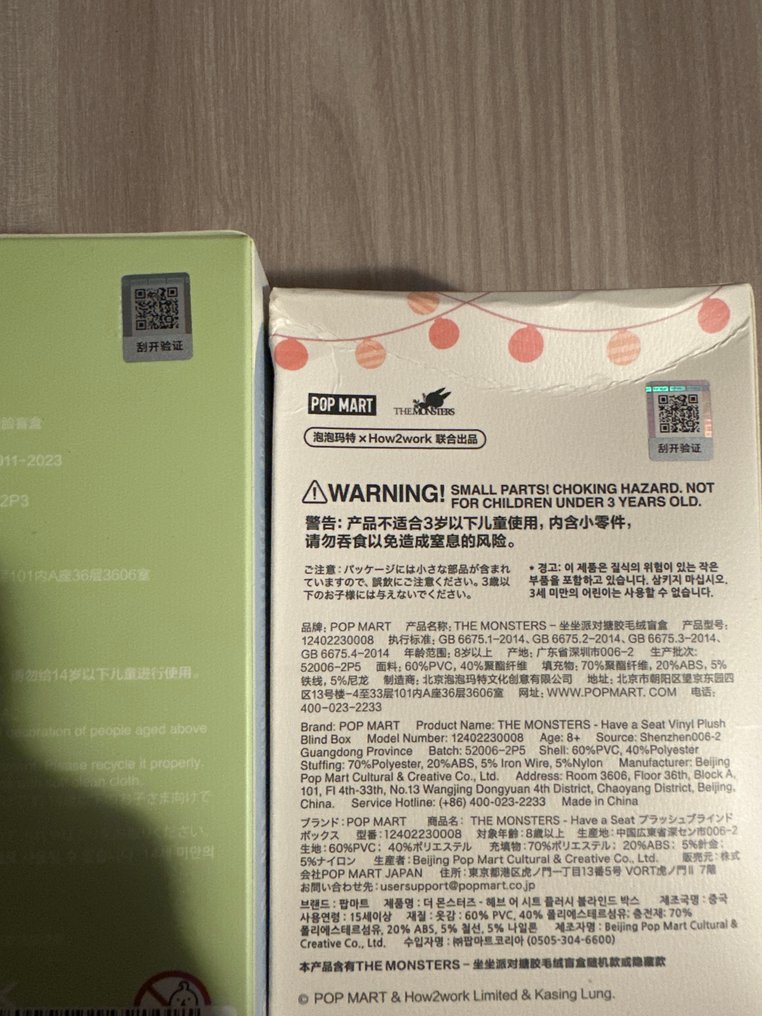 刮开验证
脸盲盒
911-2023
2P3
101内A座36层3606室
请勿给14岁以下儿童进行使用。
decoration of people aged above
please recycle it properly.
clean cloth.
のお子さま向けで
ください.
세 미만의
POP MART
THE MONSTERS
泡泡玛特×How2work 联合出品
刮开验证
WARNING! SMALL PARTS! CHOKING HAZARD. NOT
FOR CHILDREN UNDER 3 YEARS OLD.
警告: 产品不适合3岁以下儿童使用, 内含小零件,
请勿吞食以免造成窒息的风险。
ご注意: パッケージには小さな部品が含まれ
ていますので、誤飲にご注意ください。3歳以
下のお子様には与えないでください。
* 경고: 이 제품은 질식의 위험이 있는 작은
부품을 포함하고 있습니다. 삼키지 마십시오.
3세 미만의 어린이는 사용할 수 없습니다.
品牌: POP MART 产品名称: THE MONSTERS – 坐坐派对搪胶毛绒盲盒 产品型号:
12402230008 执行标准: GB 6675.1-2014、GB 6675.2-2014、GB 6675.3-2014、
GB 6675.4-2014 年龄范围: 8岁以上 产地: 广东省深圳市006-2 生产批次:
52006-2P5 面料: 60%PVC, 40%聚酯纤维 填充物: 70%聚酯纤维, 20%ABS, 5%
铁线, 5%尼龙 制造商: 北京泡泡玛特文化创意有限公司 地址: 北京市朝阳区望京东园四
区13号楼-4至33层101内A座36层3606室 网址: WWW.POPMART. COM 电话:
400-023-2233
Brand: POP MART Product Name: THE MONSTERS - Have a Seat Vinyl Plush
Blind Box Model Number: 12402230008 Age: 8+ Source: Shenzhen006-2
Guangdong Province Batch: 52006-2P5 Shell: 60%PVC, 40%Polyester
Stuffing: 70%Polyester, 20%ABS, 5% Iron Wire, 5%Nylon Manufacturer: Beijing
Pop Mart Cultural & Creative Co., Ltd. Address: Room 3606, Floor 36th, Block A,
101, Fl 4th-33th, No.13 Wangjing Dongyuan 4th District, Chaoyang District, Beijing,
China. Service Hotline: (+86) 400-023-2233 Made in China
ブランド: POP MART 商品名: THE MONSTERS - Have a Seat プラッシュブラインド
ボックス 型番: 12402230008 対象年齢: 8歳以上 生産地: 中国広東省深セン市006-2
生地: 60%PVC; 40%ポリエステル 充填物: 70%ポリエステル; 20%ABS; 5%針金;
5%ナイロン 生産者: Beijing Pop Mart Cultural & Creative Co., Ltd. 販売元: 株式
会社POP MART JAPAN 住所: 東京都港区虎ノ門一丁目13番5号 VORT虎ノ門Ⅱ 7階
お問い合わせ先: usersupport@popmart.co.jp
브랜드 : 팝마트 제품명 : 더 몬스터즈 - 헤브 어 시트 플러시 블라인드 박스 제조국명 : 중국
사용연령 : 15세이상 재질 : 옷감 : 60% PVC, 40% 폴리에스테르섬유; 충전재: 70%
폴리에스테르섬유, 20% ABS, 5% 철선, 5% 나일론 제조자명 : Beijing Pop Mart Cultural &
Creative Co., Ltd. 수입자명 : ㈜팝마트코리아 (0505-304-6600)
本产品含有THE MONSTERS – 坐坐派对搪胶毛绒盲盒随机款或隐藏款
© POP MART & How2work Limited & Kasing Lung.